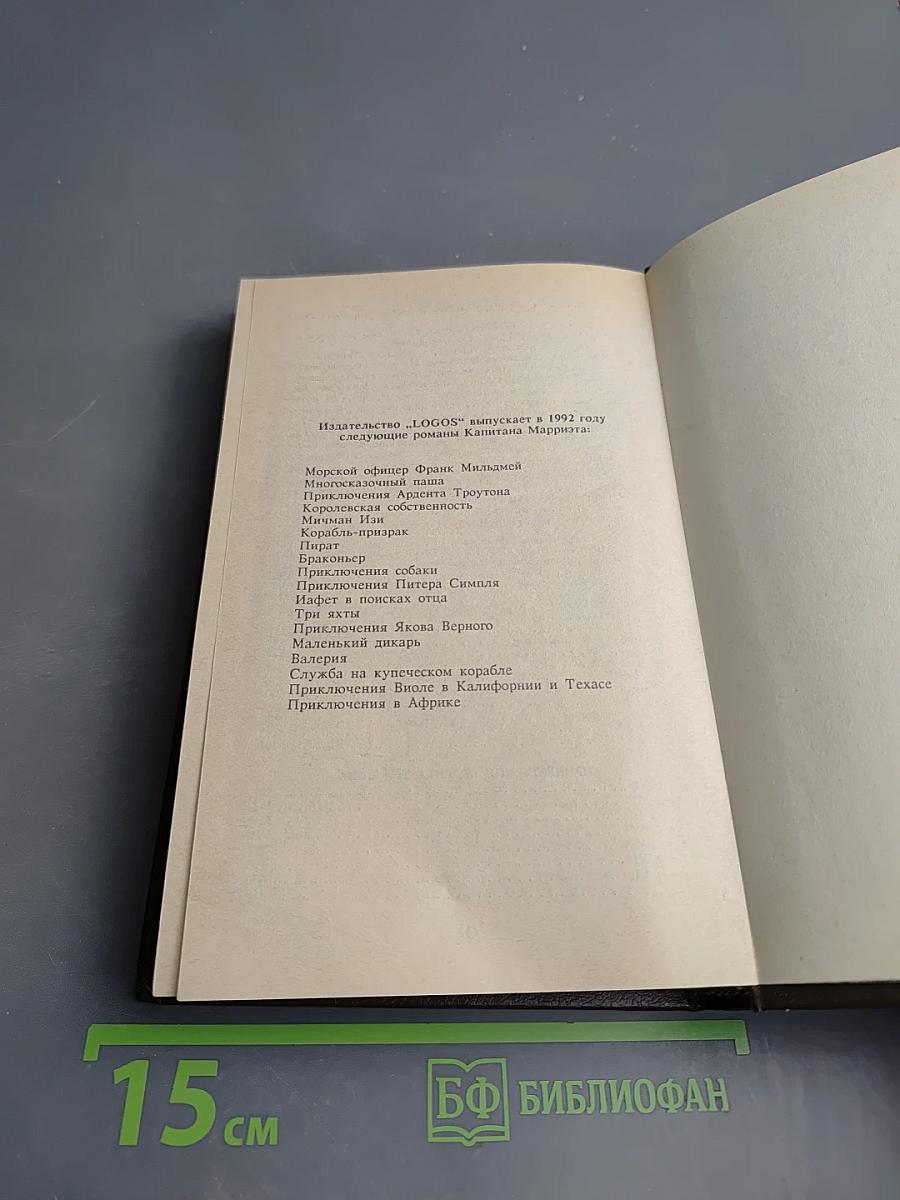 Издательство „LOGOS“ выпускает в 1992 году
следующие романы Капитана Марриэта:
Морской офицер Франк Мильдмей
Многосказочный паша
Приключения Ардента Троутона
Королевская собственность
Мичман Изи
Корабль-призрак
Пират
Браконьер
Приключения собаки
Приключения Питера Симпля
Иафет в поисках отца
Три яхты
Приключения Якова Верного
Маленький дикарь
Валерия
Служба на купеческом корабле
Приключения Виоле в Калифорнии и Техасе
Приключения в Африке
15 см
БФ БИБЛИОФАН